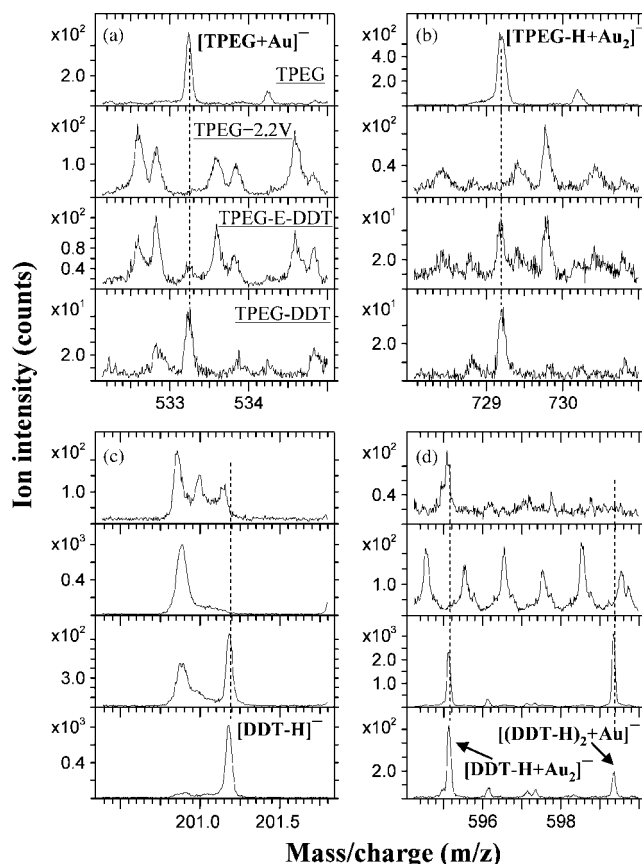 Ion intensity (counts)
(a)
x10²
2.0
[TPEG+Au]⁻
TPEG
x10²
1.0
TPEG−2.2V
x10²
0.8
0.4
TPEG-E-DDT
x10¹
2.0
TPEG-DDT
533 534
(b)
x10²
4.0
2.0
[TPEG-H+Au₂]⁻
x10²
0.4
x10¹
2.0
x10¹
2.0
729 730
(c)
x10²
1.0
x10³
0.4
x10²
3.0
x10³
0.4
[DDT-H]⁻
201.0 201.5
(d)
x10²
0.4
x10²
1.0
x10³
2.0
1.0
x10²
2.0
[(DDT-H)₂+Au]⁻
[DDT-H+Au₂]⁻
596 598
Mass/charge (m/z)